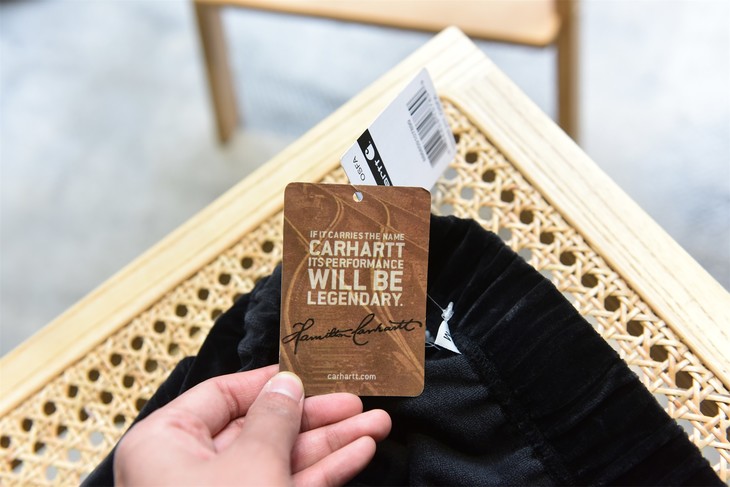 IF IT CARRIES THE NAME
CARHARTT
ITS PERFORMANCE
WILL BE
LEGENDARY.
Hamilton Carhartt
carhartt.com
OSFA